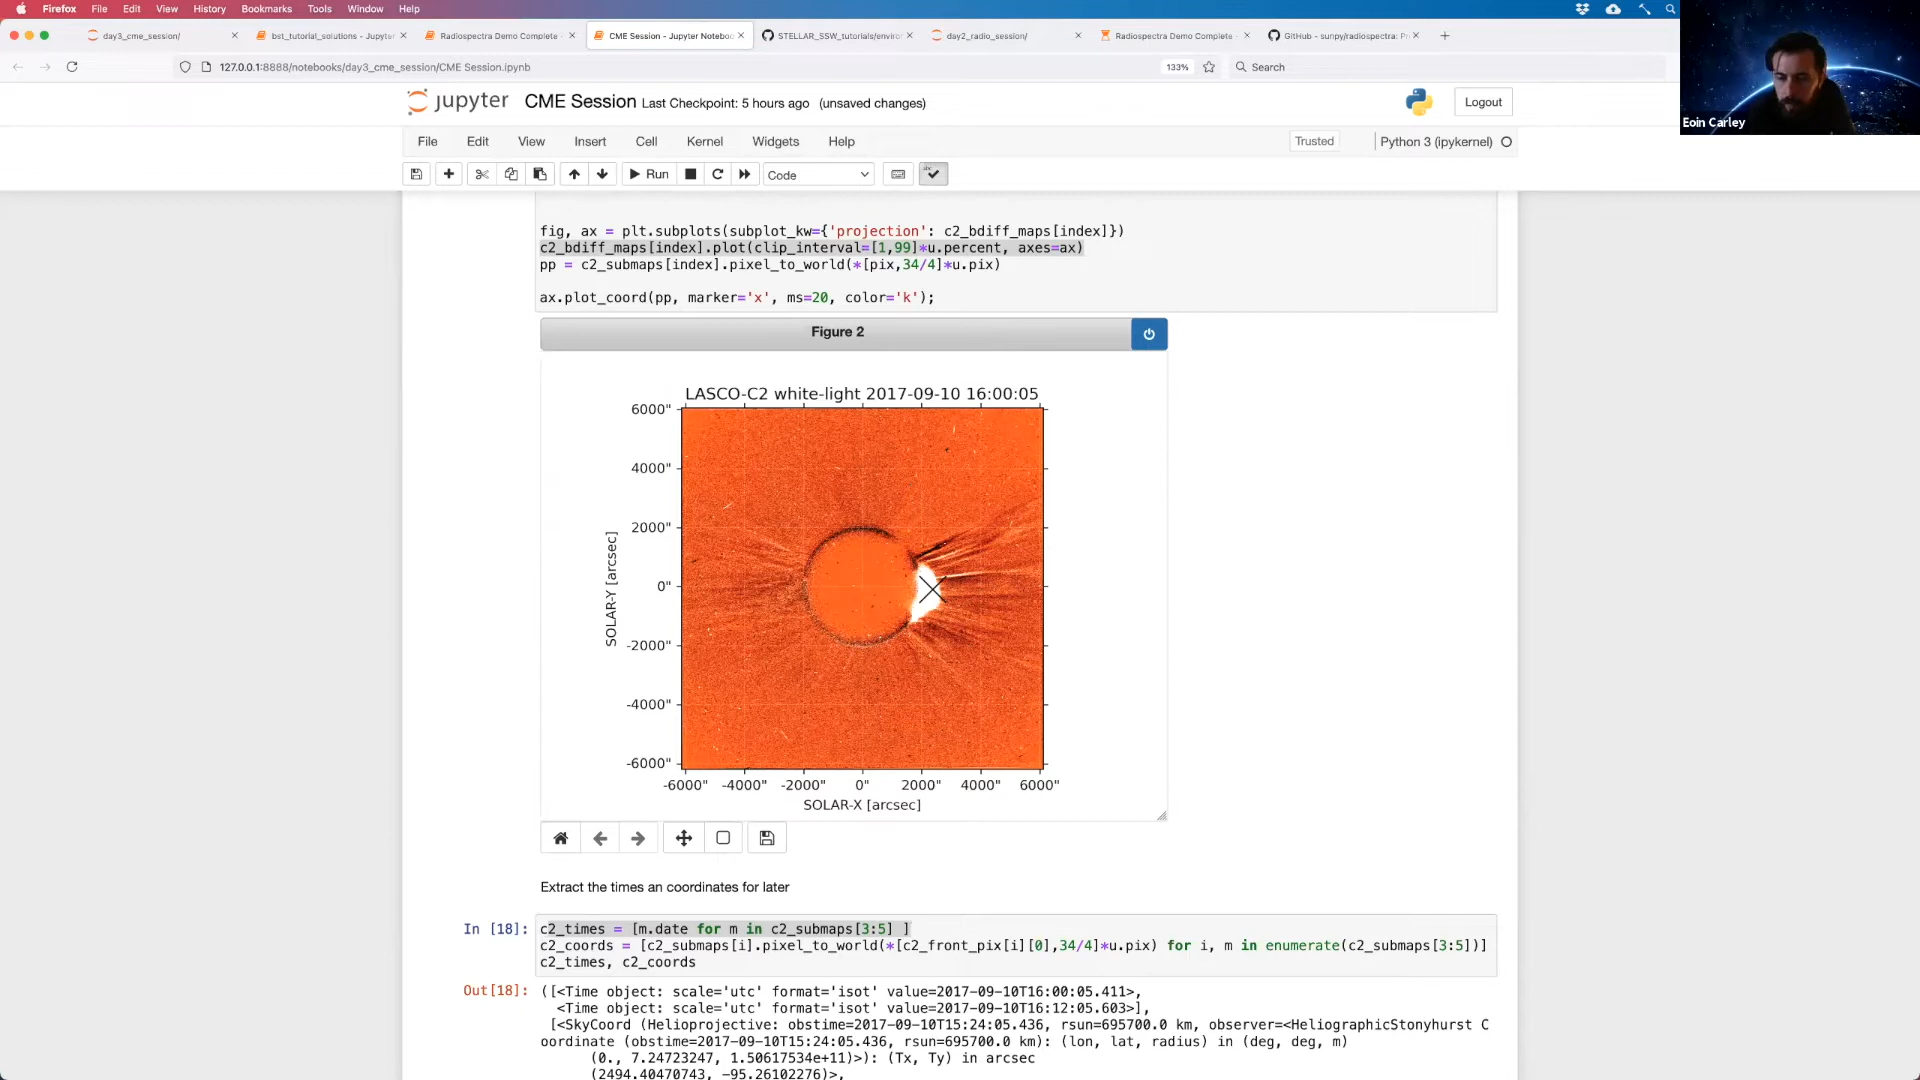 Firefox File Edit View History Bookmarks Tools Window Help
day3_cme_session/
bst_tutorial_solutions - Jupyter
Radiospectra Demo Complete -
CME Session - Jupyter Noteboo
STELLAR_SSW_tutorials/enviro
day2_radio_session/
Radiospectra Demo Complete -
GitHub - sunpy/radiospectra: P
127.0.0.1:8888/notebooks/day3_cme_session/CME Session.ipynb
133%
Search
Eoin Carley
jupyter CME Session Last Checkpoint: 5 hours ago (unsaved changes)
Logout
File Edit View Insert Cell Kernel Widgets Help
Trusted
Python 3 (ipykernel)
Run
Code
fig, ax = plt.subplots(subplot_kw={'projection': c2_bdiff_maps[index]})
c2_bdiff_maps[index].plot(clip_interval=[1,99]*u.percent, axes=ax)
pp = c2_submaps[index].pixel_to_world(*[pix,34/4]*u.pix)
ax.plot_coord(pp, marker='x', ms=20, color='k');
Figure 2
LASCO-C2 white-light 2017-09-10 16:00:05
6000"
4000"
2000"
0"
-2000"
-4000"
-6000"
SOLAR-Y [arcsec]
-6000" -4000" -2000" 0" 2000" 4000" 6000"
SOLAR-X [arcsec]
Extract the times an coordinates for later
In [18]:
c2_times = [m.date for m in c2_submaps[3:5] ]
c2_coords = [c2_submaps[i].pixel_to_world(*[c2_front_pix[i][0],34/4]*u.pix) for i, m in enumerate(c2_submaps[3:5])]
c2_times, c2_coords
Out[18]:
([<Time object: scale='utc' format='isot' value=2017-09-10T16:00:05.411>,
<Time object: scale='utc' format='isot' value=2017-09-10T16:12:05.603>],
[<SkyCoord (Helioprojective: obstime=2017-09-10T15:24:05.436, rsun=695700.0 km, observer=<HeliographicStonyhurst C
oordinate (obstime=2017-09-10T15:24:05.436, rsun=695700.0 km): (lon, lat, radius) in (deg, deg, m)
(0., 7.24723247, 1.50617534e+11)>): (Tx, Ty) in arcsec
(2494.40470743, -95.26102276)>,